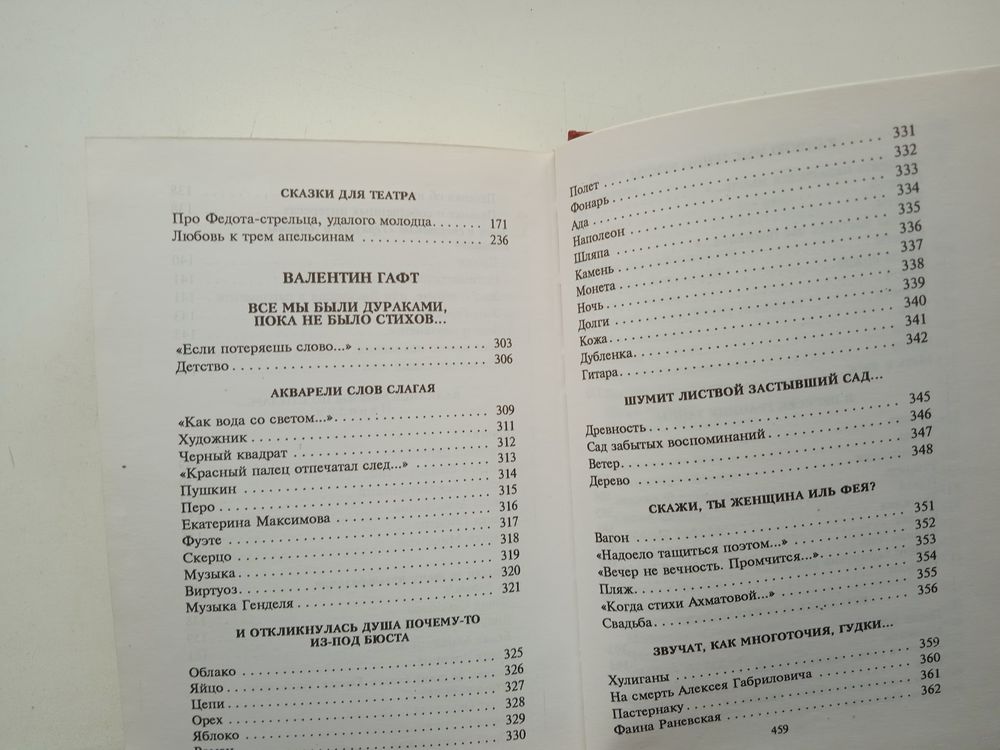 СКАЗКИ ДЛЯ ТЕАТРА
Про Федота-стрельца, удалого молодца. . . . . . 171
Любовь к трем апельсинам . . . . . . . . . . . . . . . . 236
ВАЛЕНТИН ГАФТ
ВСЕ МЫ БЫЛИ ДУРАКАМИ,
ПОКА НЕ БЫЛО СТИХОВ...
«Если потеряешь слово...» . . . . . . . . . . . . . . . . 303
Детство . . . . . . . . . . . . . . . . 306
АКВАРЕЛИ СЛОВ СЛАГАЯ
«Как вода со светом...». . . . . . . . . . . . . . . . 309
Художник . . . . . . . . . . . . . . . . 311
Черный квадрат . . . . . . . . . . . . . . . . 312
«Красный палец отпечатал след...» . . . . . . . . . . 313
Пушкин . . . . . . . . . . . . . . . . 314
Перо . . . . . . . . . . . . . . . . 315
Екатерина Максимова . . . . . . . . . . . . . . . . 316
Фуэте . . . . . . . . . . . . . . . . 317
Скерцо . . . . . . . . . . . . . . . . 318
Музыка . . . . . . . . . . . . . . . . 319
Виртуоз . . . . . . . . . . . . . . . . 320
Музыка Генделя . . . . . . . . . . . . . . . . 321
И ОТКЛИКНУЛАСЬ ДУША ПОЧЕМУ-ТО
ИЗ-ПОД БЮСТА
Облако . . . . . . . . . . . . . . . . 325
Яйцо . . . . . . . . . . . . . . . . 326
Цепи . . . . . . . . . . . . . . . . 327
Орех . . . . . . . . . . . . . . . . 328
Яблоко . . . . . . . . . . . . . . . . 329
330
Полет . . . . . . . . . . . . . . . . 331
Фонарь . . . . . . . . . . . . . . . . 332
Ада . . . . . . . . . . . . . . . . 333
Наполеон . . . . . . . . . . . . . . . . 334
Шляпа . . . . . . . . . . . . . . . . 335
Камень . . . . . . . . . . . . . . . . 336
Монета . . . . . . . . . . . . . . . . 337
Ночь . . . . . . . . . . . . . . . . 338
Долги . . . . . . . . . . . . . . . . 339
Кожа . . . . . . . . . . . . . . . . 340
Дубленка . . . . . . . . . . . . . . . . 341
Гитара . . . . . . . . . . . . . . . . 342
ШУМИТ ЛИСТВОЙ ЗАСТЫВШИЙ САД...
Древность . . . . . . . . . . . . . . . . 345
Сад забытых воспоминаний . . . . . . . . . . . . . . . . 346
Ветер . . . . . . . . . . . . . . . . 347
Дерево . . . . . . . . . . . . . . . . 348
СКАЖИ, ТЫ ЖЕНЩИНА ИЛЬ ФЕЯ?
Вагон . . . . . . . . . . . . . . . . 351
«Надоело тащиться поэтом...» . . . . . . . . . . . . 352
«Вечер не вечность. Промчится...». . . . . . . . . . 353
Пляж . . . . . . . . . . . . . . . . 354
«Когда стихи Ахматовой...» . . . . . . . . . . . . 355
Свадьба . . . . . . . . . . . . . . . . 356
ЗВУЧАТ, КАК МНОГОТОЧИЯ, ГУДКИ...
Хулиганы . . . . . . . . . . . . . . . . 359
На смерть Алексея Габриловича . . . . . . . . . . 360
Пастернаку . . . . . . . . . . . . . . . . 361
Фаина Раневская . . . . . . . . . . . . . . . . 362
459